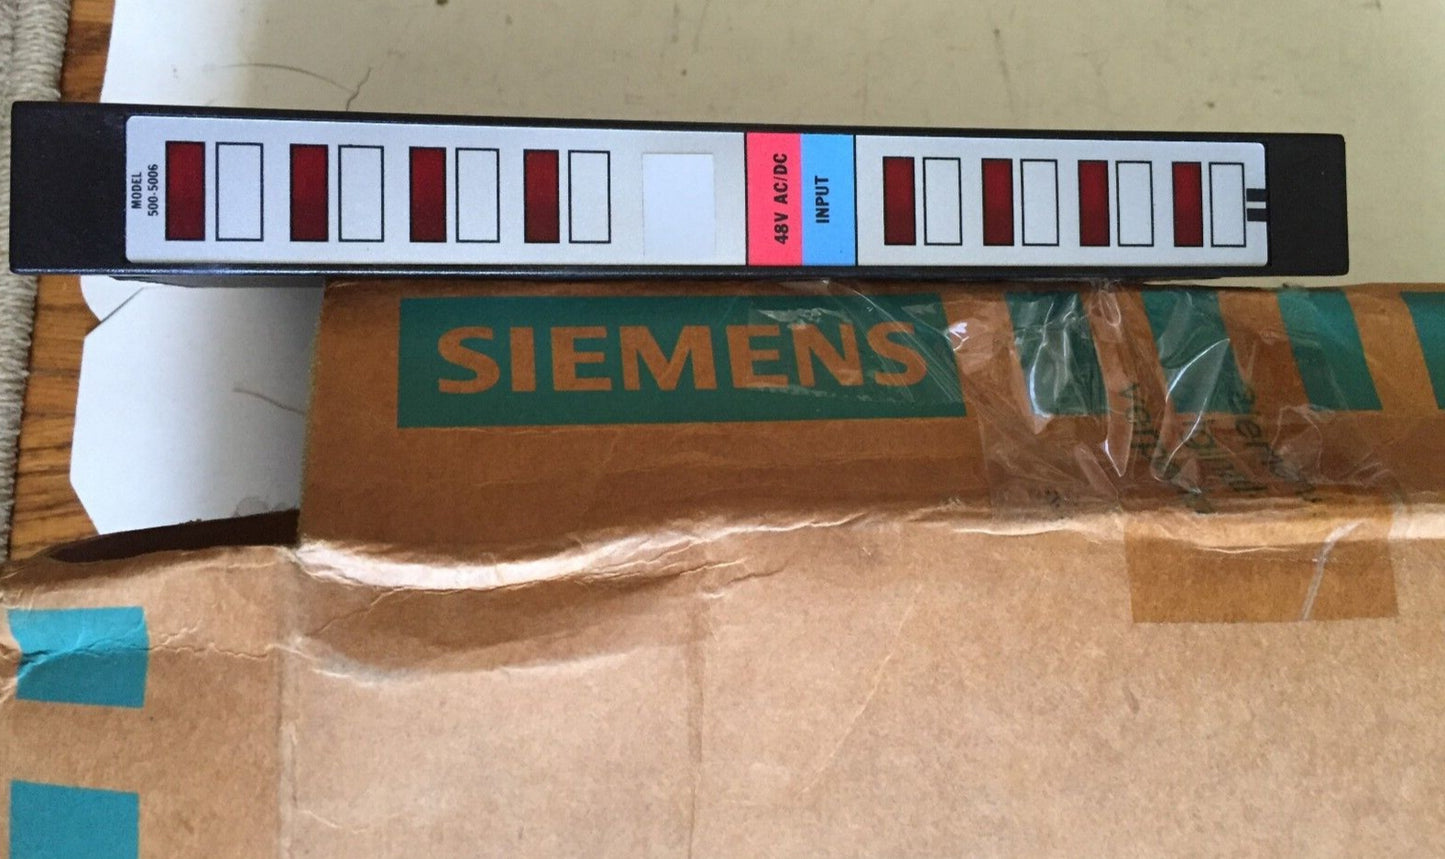 MODEL
500-5006
48V AC/DC
INPUT
SIEMENS